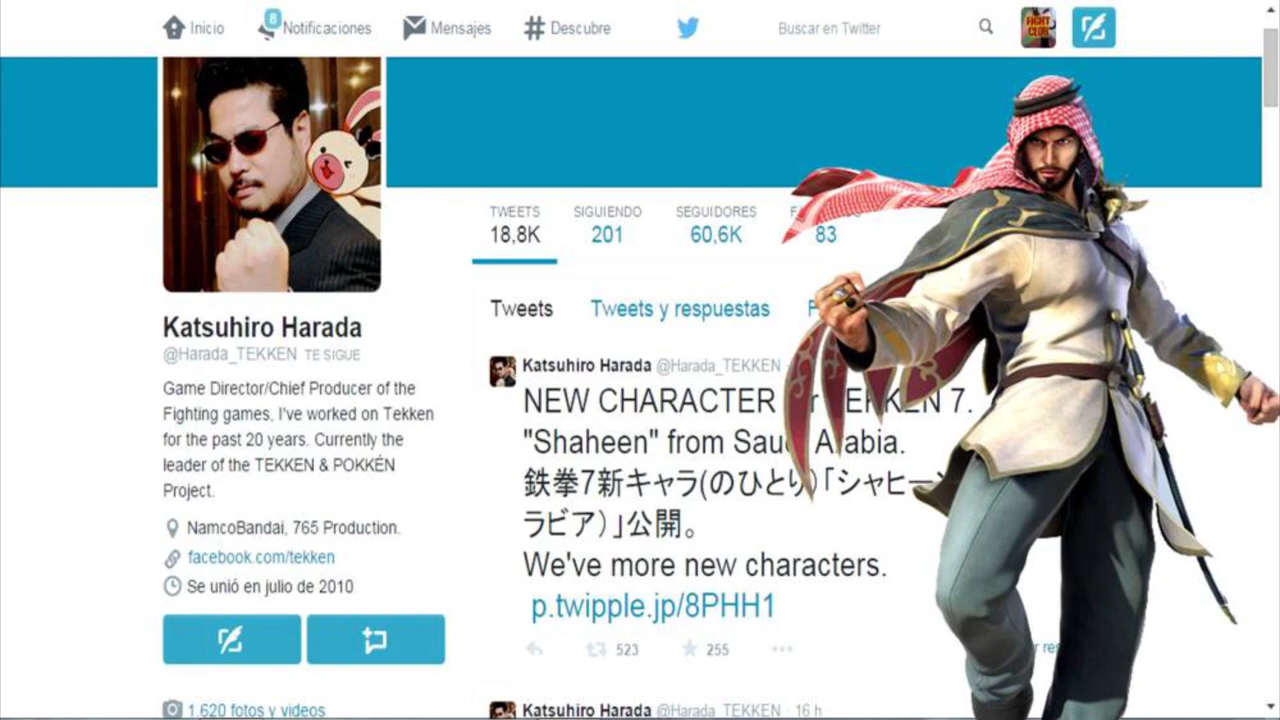 Inicio
8
Notificaciones
Mensajes
Descubre
Buscar en Twitter
FIGHT
CLUB
TWEETS
18,8K
SIGUIENDO
201
SEGUIDORES
60,6K
83
Katsuhiro Harada
@Harada_TEKKEN TE SIGUE
Game Director/Chief Producer of the
Fighting games, I've worked on Tekken
for the past 20 years. Currently the
leader of the TEKKEN & POKKÉN
Project.
NamcoBandai, 765 Production.
facebook.com/tekken
Se unió en julio de 2010
1.620 fotos y videos
Tweets
Tweets y respuestas
Katsuhiro Harada @Harada_TEKKEN
NEW CHARACTER TEKKEN 7.
"Shaheen" from Saudi Arabia.
鉄拳7新キャラ(のひとり)「シャヒー
ラビア)」公開。
We've more new characters.
p.twipple.jp/8PHH1
523
255
Katsuhiro Harada @Harada_TEKKEN · 16 h